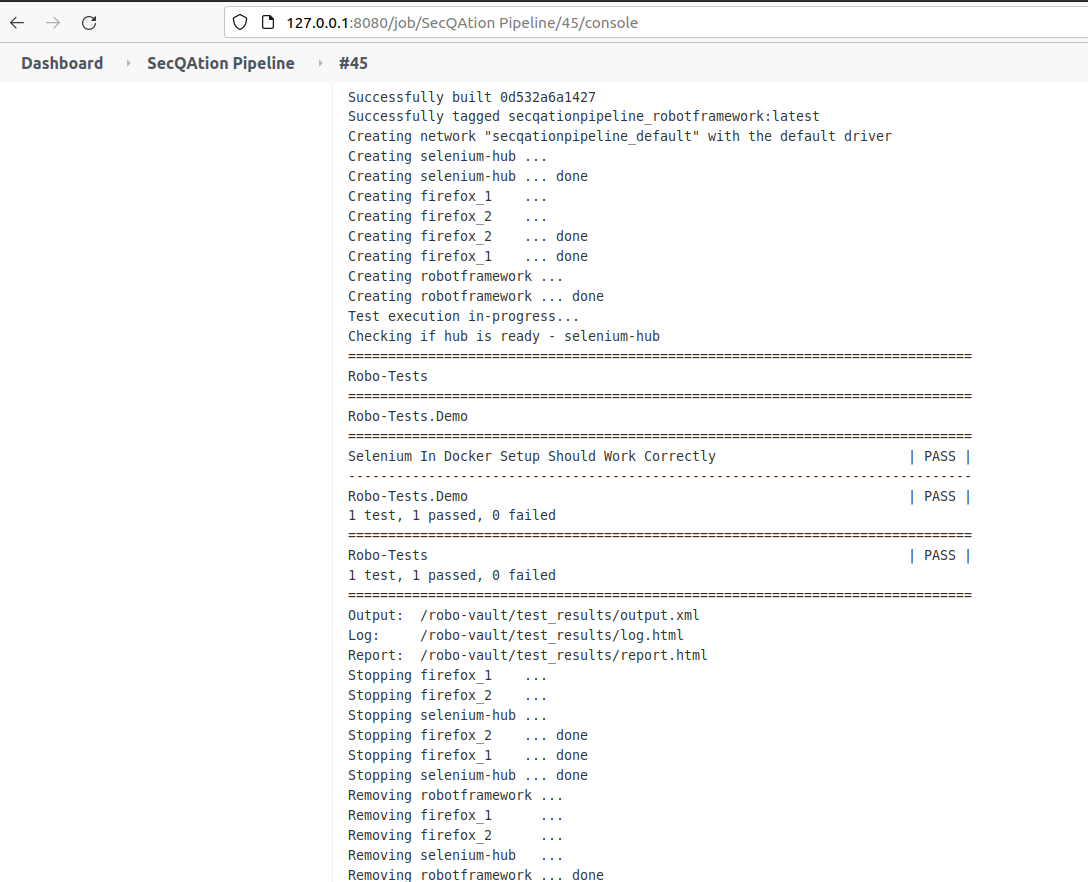 127.0.0.1:8080/job/SecQAtion Pipeline/45/console
Dashboard SecQAtion Pipeline #45
Successfully built 0d532a6a1427
Successfully tagged secqationpipeline_robotframework:latest
Creating network "secqationpipeline_default" with the default driver
Creating selenium-hub ...
Creating selenium-hub ... done
Creating firefox_1    ...
Creating firefox_2    ...
Creating firefox_2    ... done
Creating firefox_1    ... done
Creating robotframework ...
Creating robotframework ... done
Test execution in-progress...
Checking if hub is ready - selenium-hub
==============================================================================
Robo-Tests
==============================================================================
Robo-Tests.Demo
==============================================================================
Selenium In Docker Setup Should Work Correctly                        | PASS |
------------------------------------------------------------------------------
Robo-Tests.Demo                                                       | PASS |
1 test, 1 passed, 0 failed
==============================================================================
Robo-Tests                                                            | PASS |
1 test, 1 passed, 0 failed
==============================================================================
Output:  /robo-vault/test_results/output.xml
Log:     /robo-vault/test_results/log.html
Report:  /robo-vault/test_results/report.html
Stopping firefox_1    ...
Stopping firefox_2    ...
Stopping selenium-hub ...
Stopping firefox_2    ... done
Stopping firefox_1    ... done
Stopping selenium-hub ... done
Removing robotframework ...
Removing firefox_1      ...
Removing firefox_2      ...
Removing selenium-hub   ...
Removing robotframework ... done